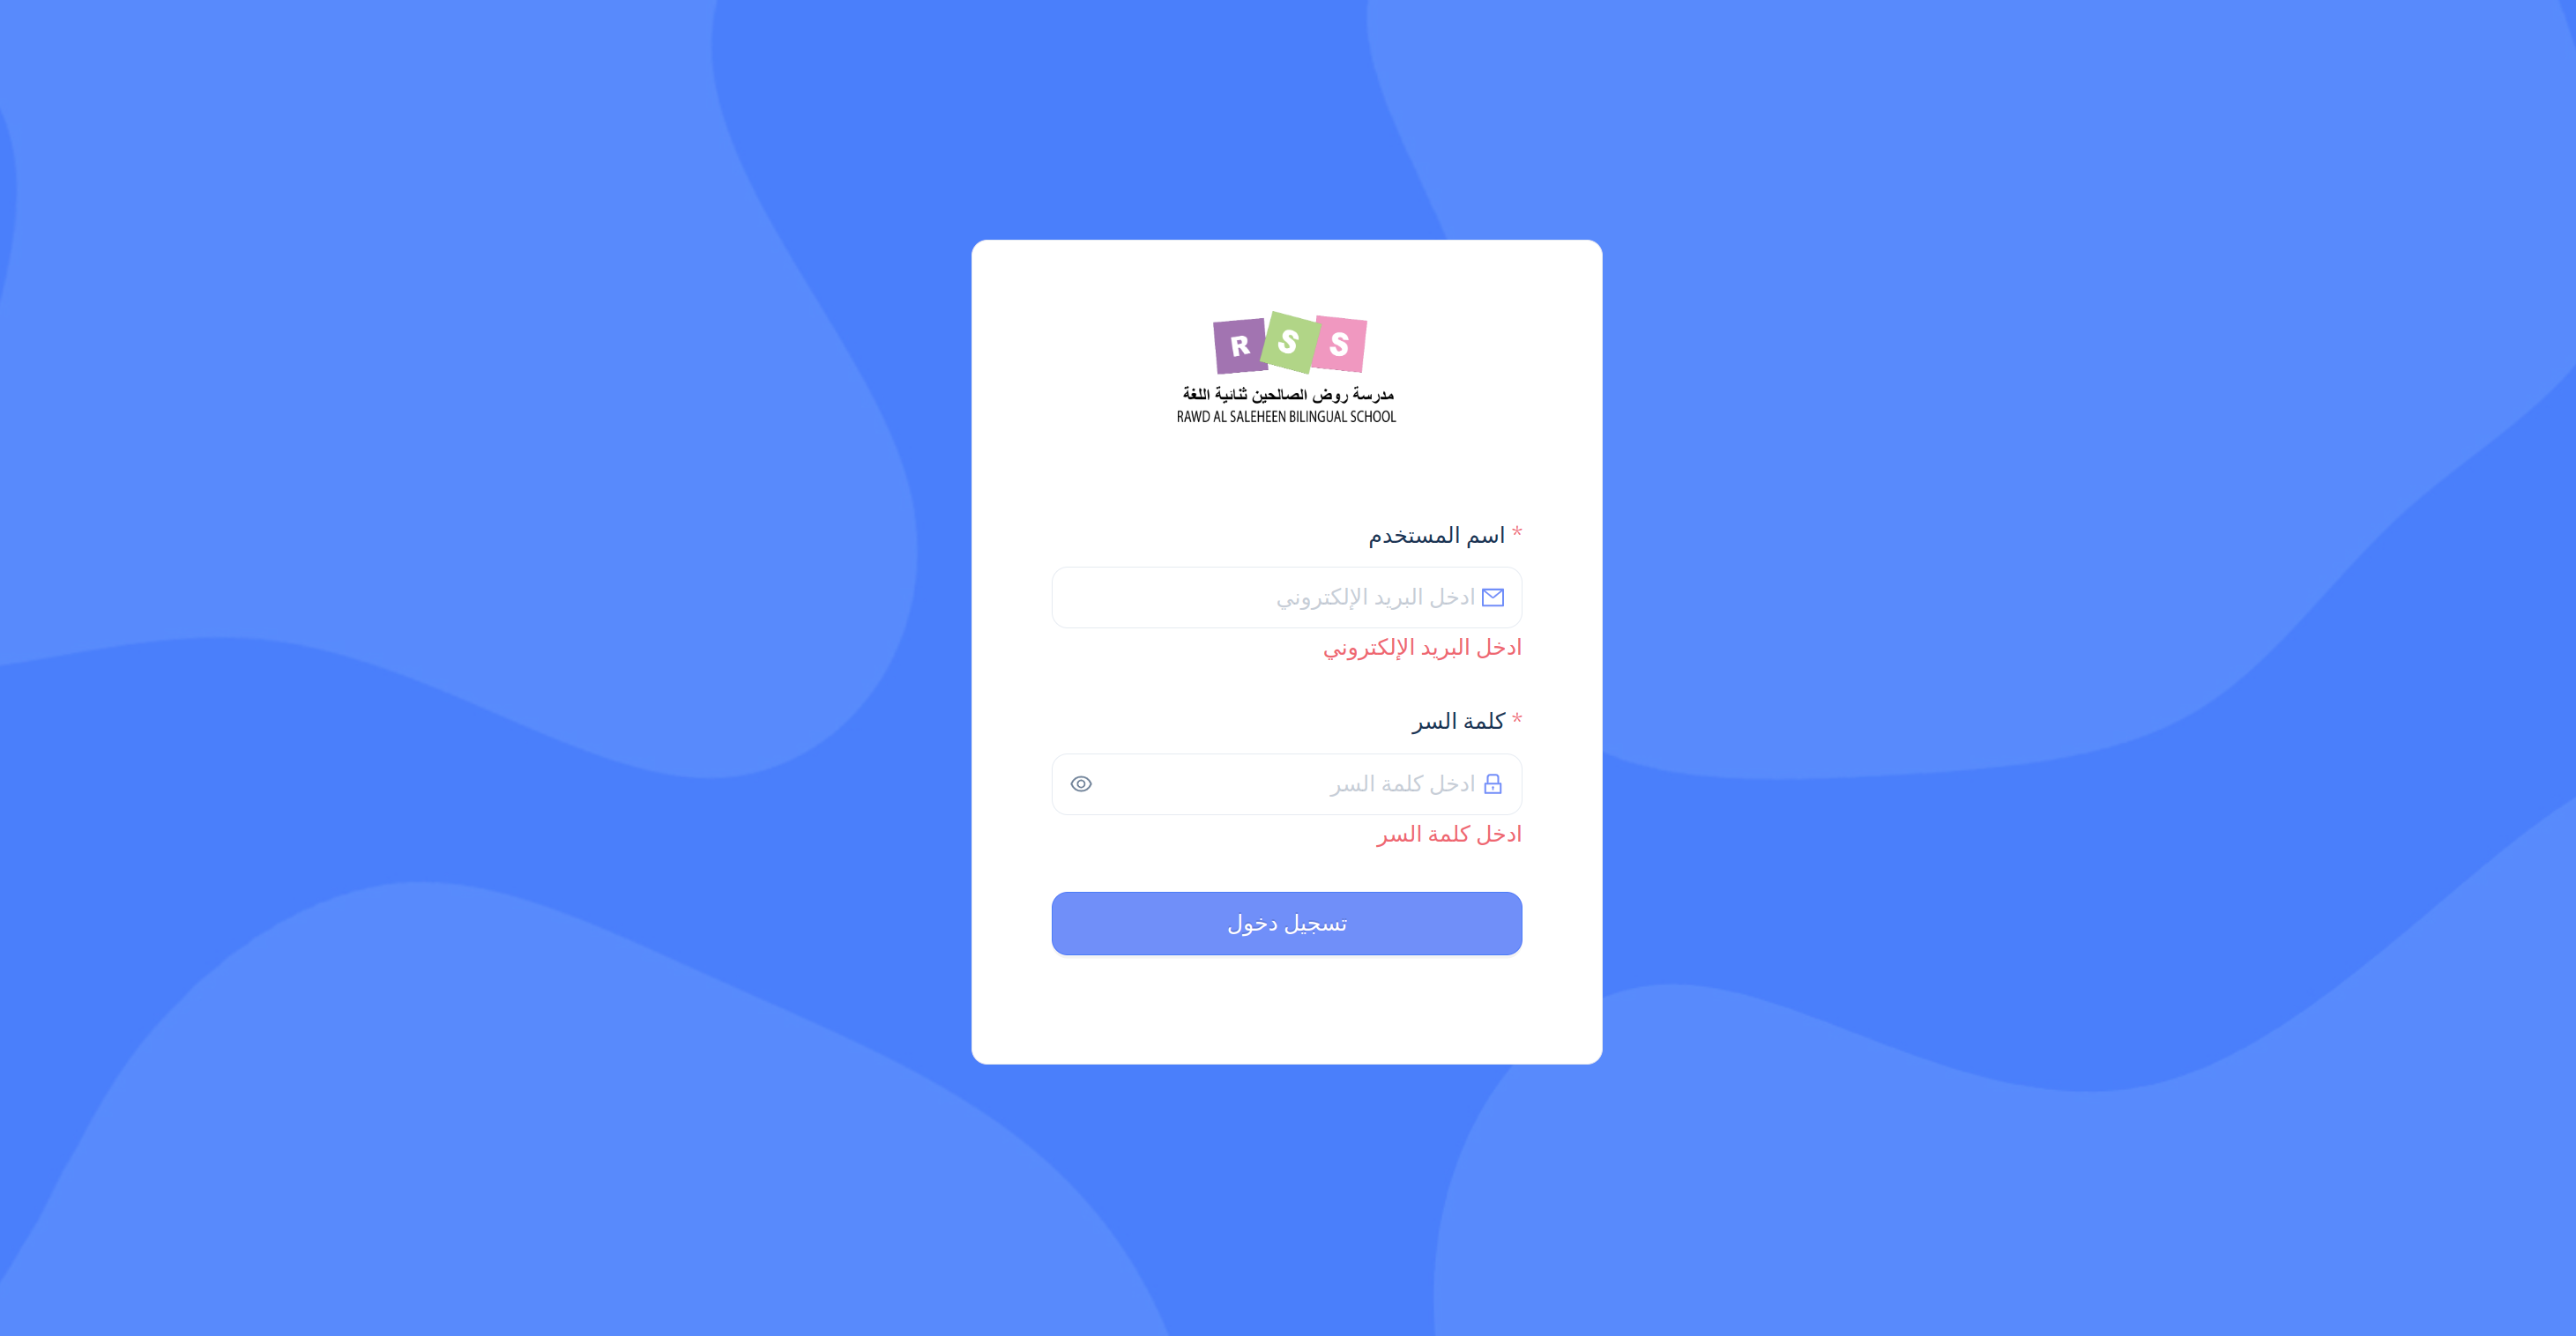 R S S
مدرسة روض الصالحين ثنائية اللغة
RAWD AL SALEHEEN BILINGUAL SCHOOL
* اسم المستخدم
ادخل البريد الإلكتروني
ادخل البريد الإلكتروني
* كلمة السر
ادخل كلمة السر
ادخل كلمة السر
تسجيل دخول